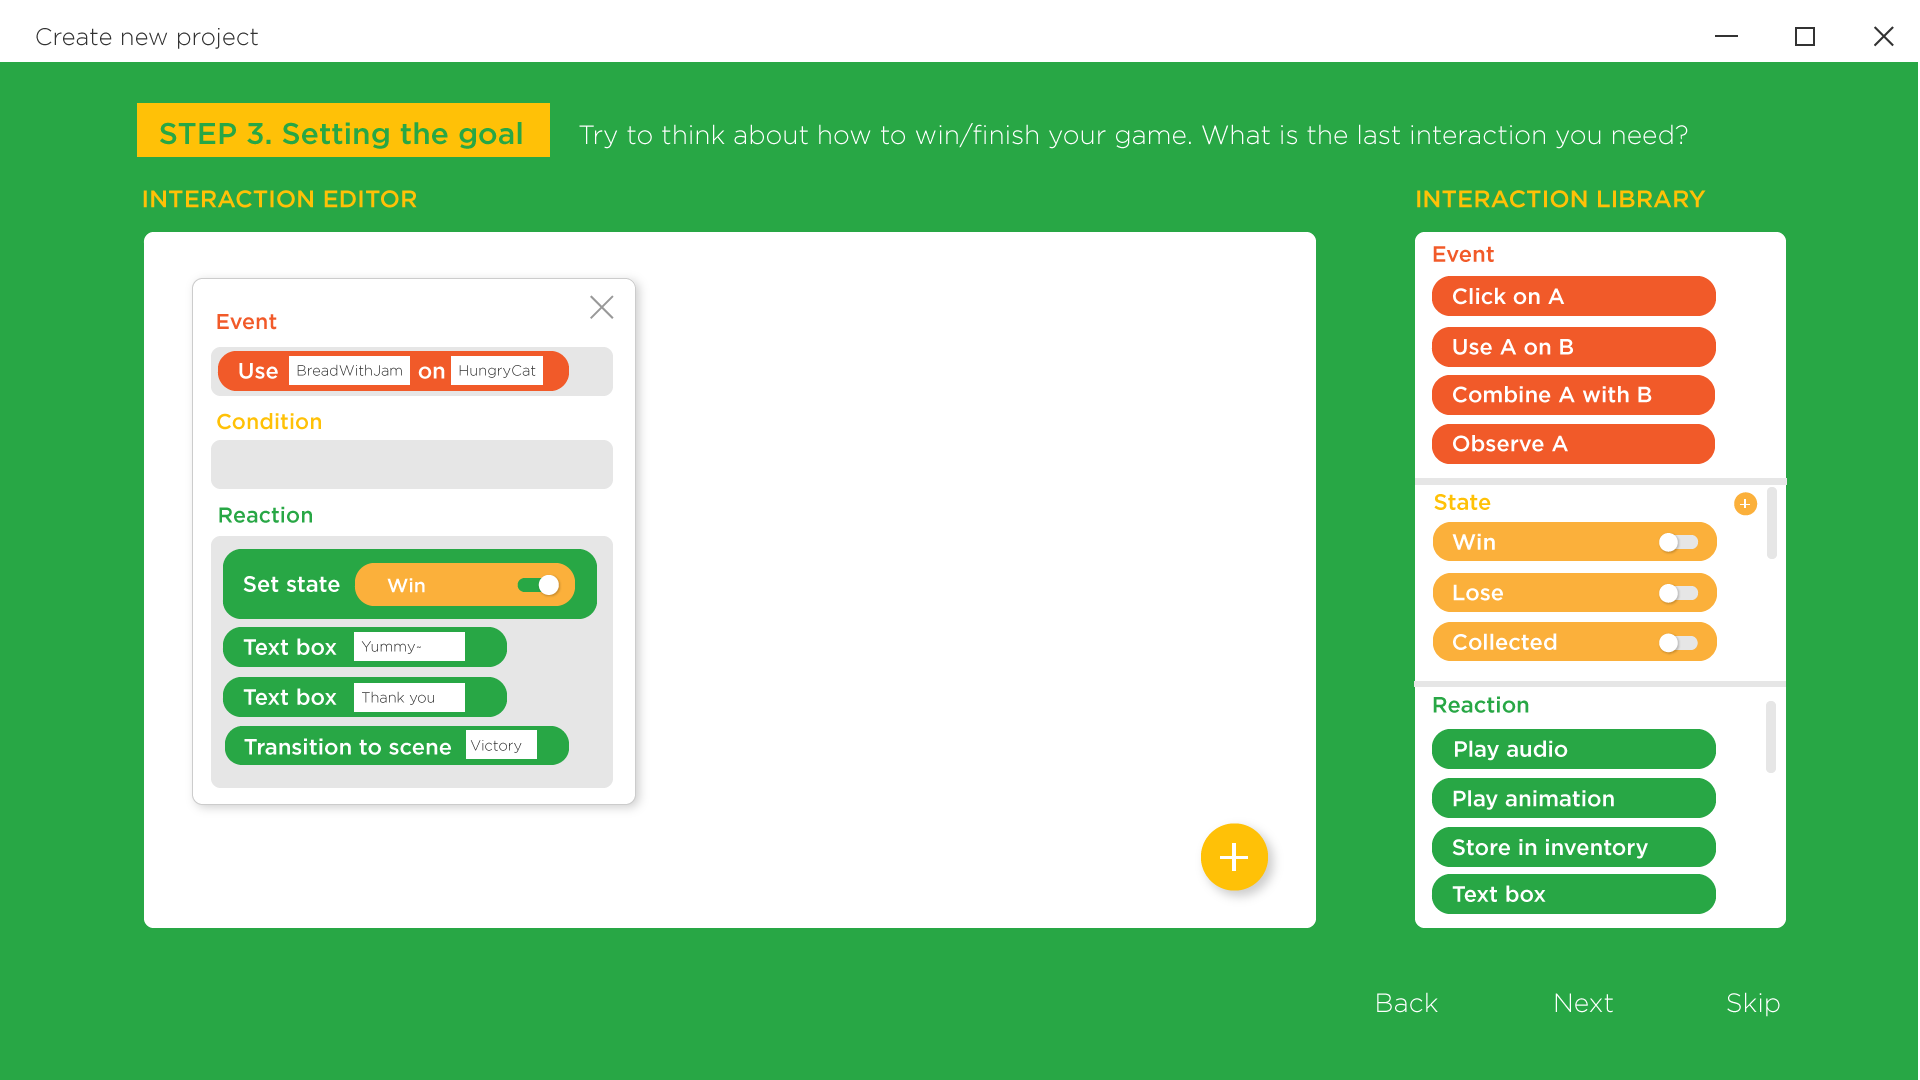 Create new project
STEP 3. Setting the goal
Try to think about how to win/finish your game. What is the last interaction you need?
INTERACTION EDITOR
Event
Use BreadWithJam on HungryCat
Condition
Reaction
Set state Win
Text box Yummy~
Text box Thank you
Transition to scene Victory
INTERACTION LIBRARY
Event
Click on A
Use A on B
Combine A with B
Observe A
State
Win
Lose
Collected
Reaction
Play audio
Play animation
Store in inventory
Text box
Back
Next
Skip